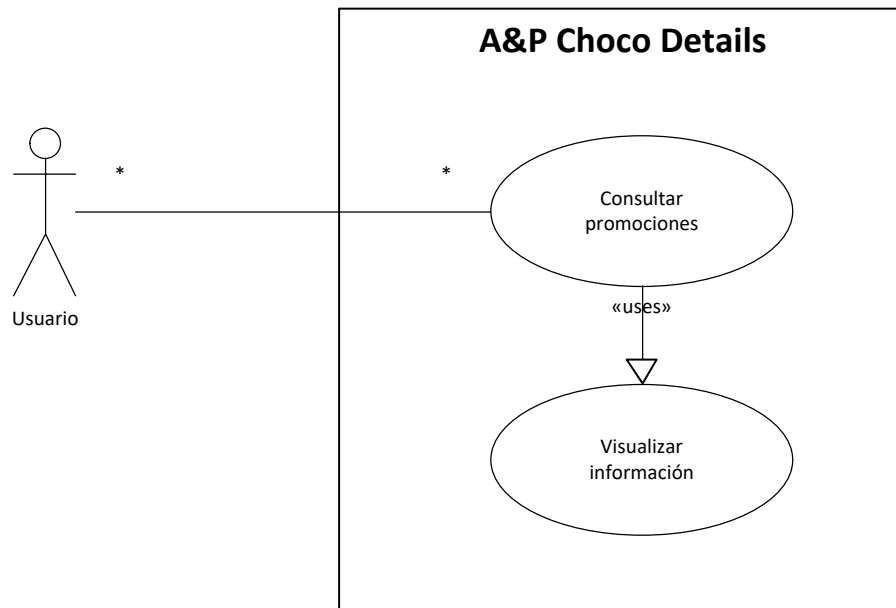 A&P Choco Details
*
*
Consultar
promociones
«uses»
Usuario
Visualizar
información